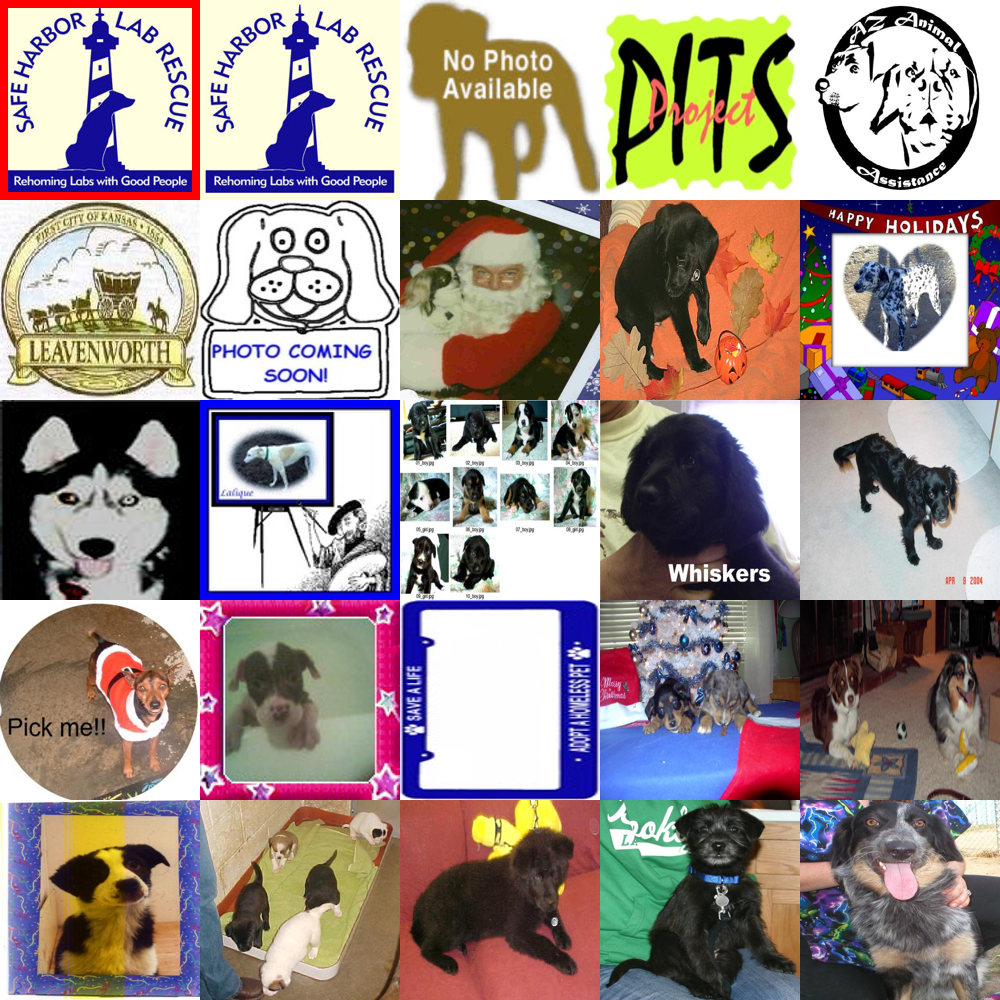 SAFE HARBOR LAB RESCUE
Rehoming Labs with Good People
SAFE HARBOR LAB RESCUE
Rehoming Labs with Good People
No Photo
Available
PITS
Project
AZ Animal
Assistance
FIRST CITY OF KANSAS • 1854
LEAVENWORTH
PHOTO COMING
SOON!
HAPPY HOLIDAYS
Lalique
01_boy.jpg
02_boy.jpg
03_boy.jpg
04_boy.jpg
05_girl.jpg
06_boy.jpg
07_boy.jpg
08_girl.jpg
09_girl.jpg
10_boy.jpg
Whiskers
APR 9 2004
Pick me!!
SAVE A LIFE
• ADOPT A HOMELESS PET •
Merry
Christmas